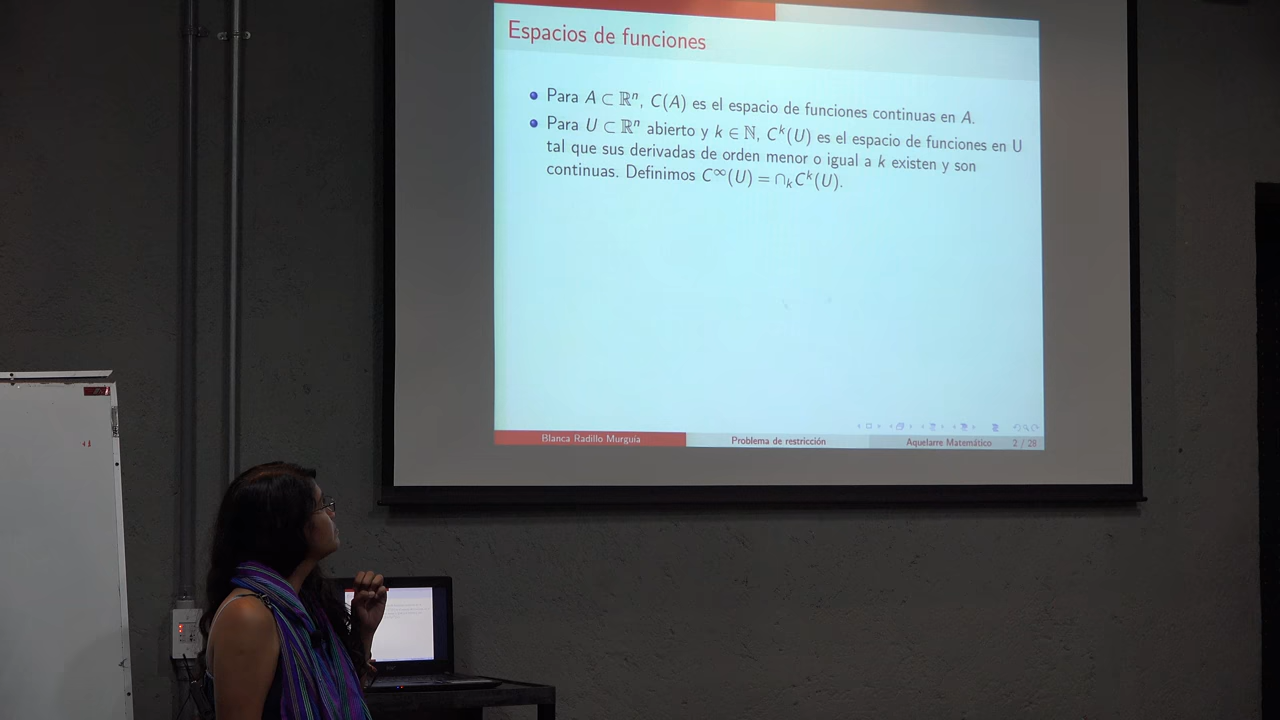 Espacios de funciones
Para A ⊂ ℝⁿ, C(A) es el espacio de funciones continuas en A.
Para U ⊂ ℝⁿ abierto y k ∈ ℕ, Cᵏ(U) es el espacio de funciones en U
tal que sus derivadas de orden menor o igual a k existen y son
continuas. Definimos C^∞(U) = ∩ₖCᵏ(U).
Blanca Radillo Murguía
Problema de restricción
Aquelarre Matemático
2 / 28